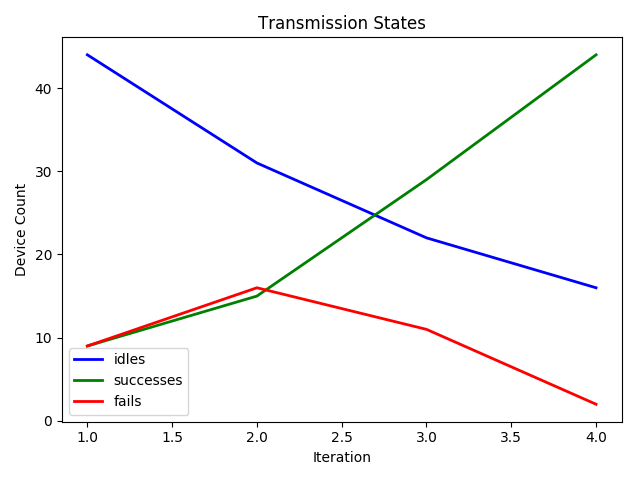 Transmission States
Device Count
40
30
20
10
0
idles
successes
fails
1.0 1.5 2.0 2.5 3.0 3.5 4.0
Iteration